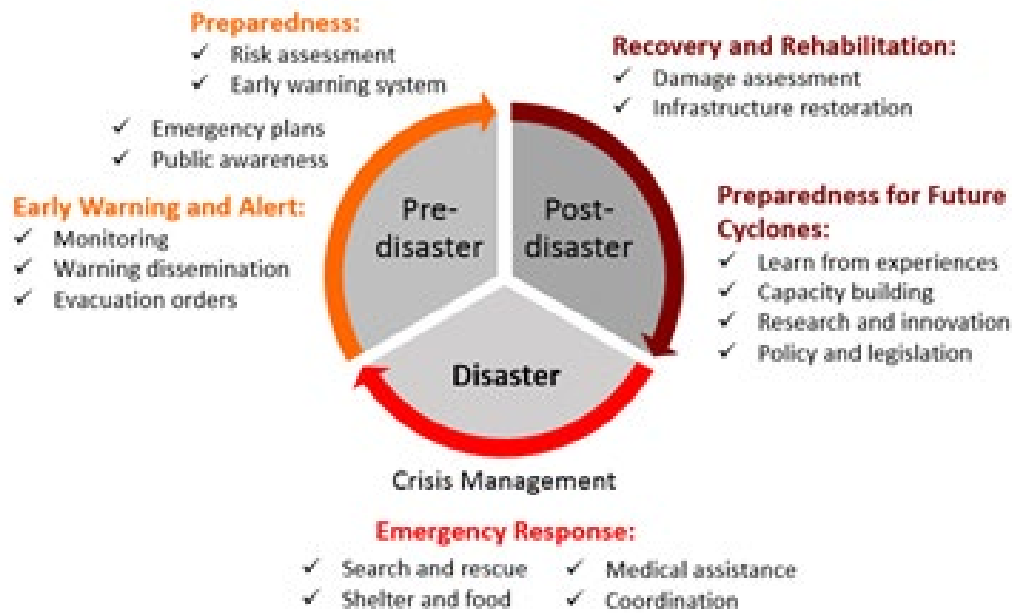 Preparedness:
✓ Risk assessment
✓ Early warning system
✓ Emergency plans
✓ Public awareness
Early Warning and Alert:
✓ Monitoring
✓ Warning dissemination
✓ Evacuation orders
Pre-
disaster
Post-
disaster
Disaster
Recovery and Rehabilitation:
✓ Damage assessment
✓ Infrastructure restoration
Preparedness for Future
Cyclones:
✓ Learn from experiences
✓ Capacity building
✓ Research and innovation
✓ Policy and legislation
Crisis Management
Emergency Response:
✓ Search and rescue ✓ Medical assistance
✓ Shelter and food ✓ Coordination